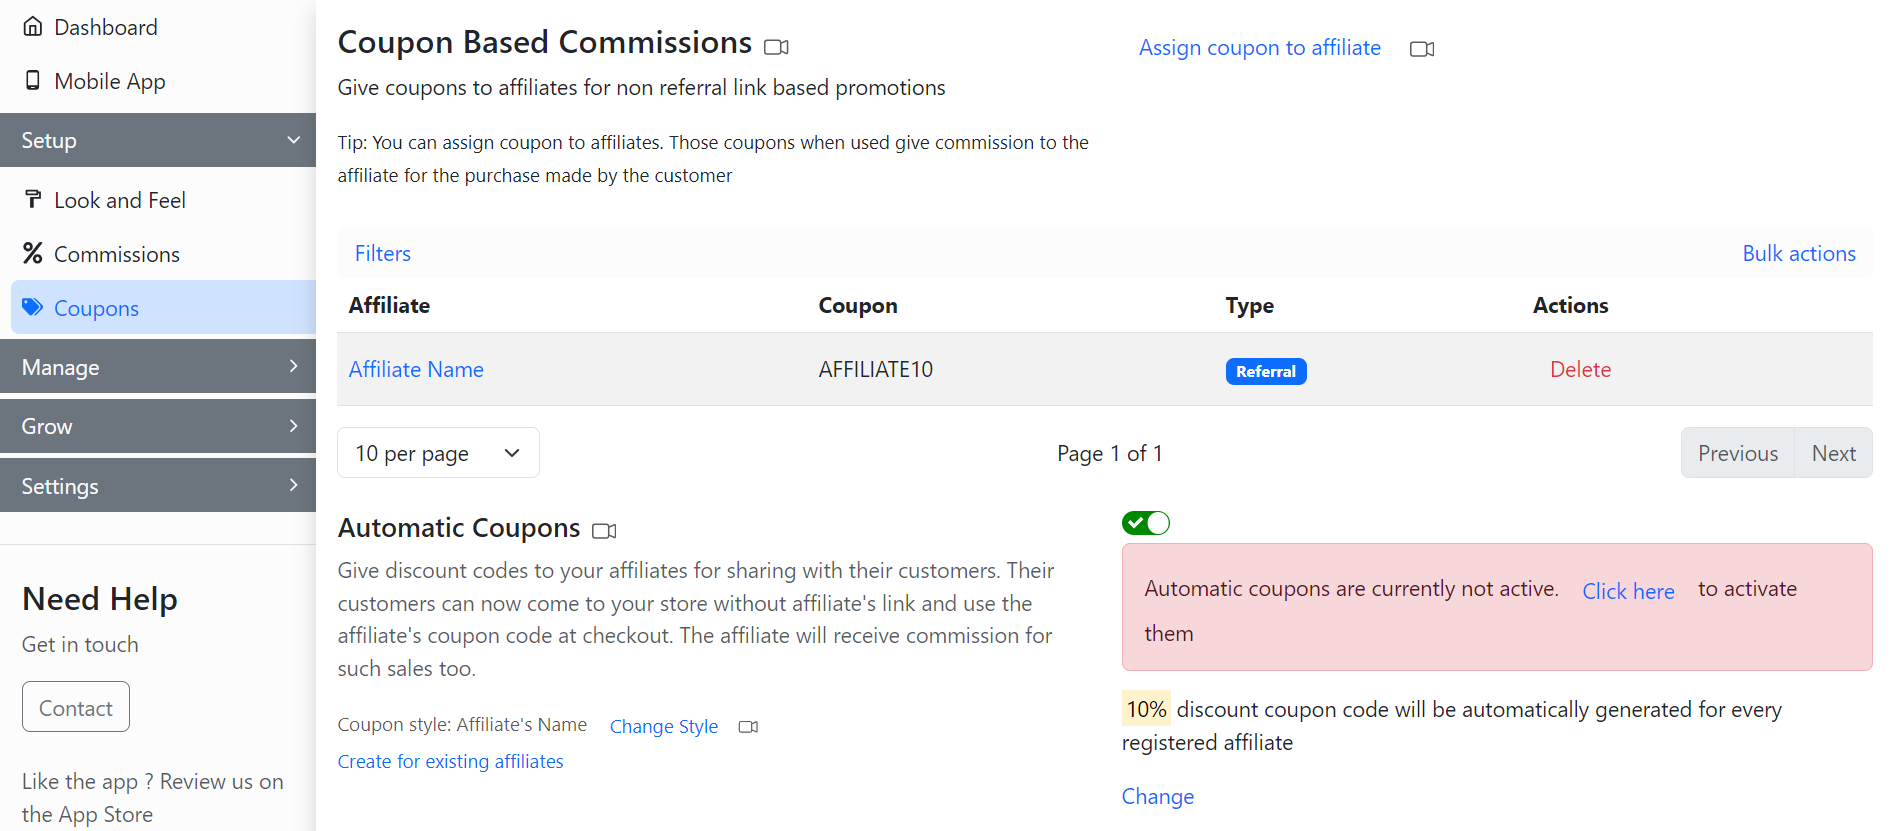 Dashboard
Mobile App
Setup
Look and Feel
Commissions
Coupons
Manage
Grow
Settings
Need Help
Get in touch
Contact
Like the app ? Review us on
the App Store
Coupon Based Commissions
Assign coupon to affiliate
Give coupons to affiliates for non referral link based promotions
Tip: You can assign coupon to affiliates. Those coupons when used give commission to the
affiliate for the purchase made by the customer
Filters
Bulk actions
Affiliate Coupon Type Actions
Affiliate Name AFFILIATE10 Referral Delete
10 per page
Page 1 of 1
Previous Next
Automatic Coupons
Give discount codes to your affiliates for sharing with their customers. Their
customers can now come to your store without affiliate's link and use the
affiliate's coupon code at checkout. The affiliate will receive commission for
such sales too.
Coupon style: Affiliate's Name Change Style
Create for existing affiliates
Automatic coupons are currently not active. Click here to activate
them
10% discount coupon code will be automatically generated for every
registered affiliate
Change